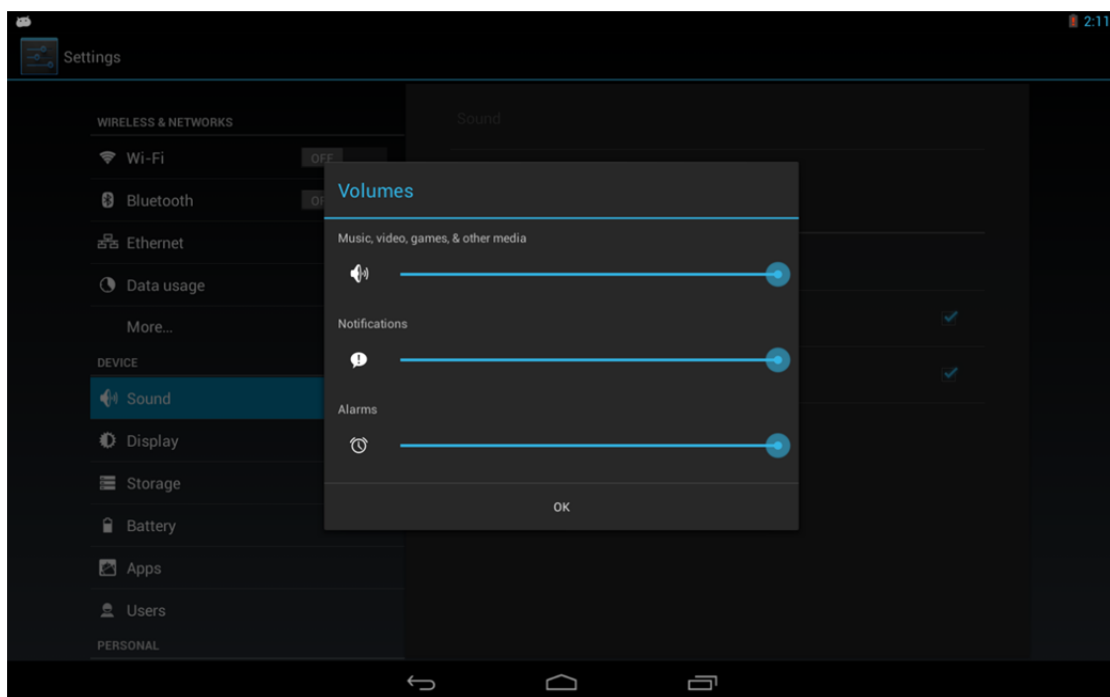 2:11
Settings
WIRELESS & NETWORKS
Wi-Fi
OFF
Bluetooth
Ethernet
Data usage
More...
DEVICE
Sound
Display
Storage
Battery
Apps
Users
PERSONAL
Sound
Volumes
Music, video, games, & other media
Notifications
Alarms
OK